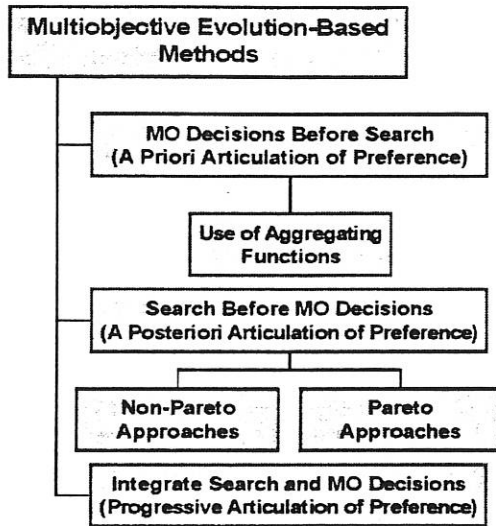 Multiobjective Evolution-Based
Methods
MO Decisions Before Search
(A Priori Articulation of Preference)
Use of Aggregating
Functions
Search Before MO Decisions
(A Posteriori Articulation of Preference)
Non-Pareto
Approaches
Pareto
Approaches
Integrate Search and MO Decisions
(Progressive Articulation of Preference)